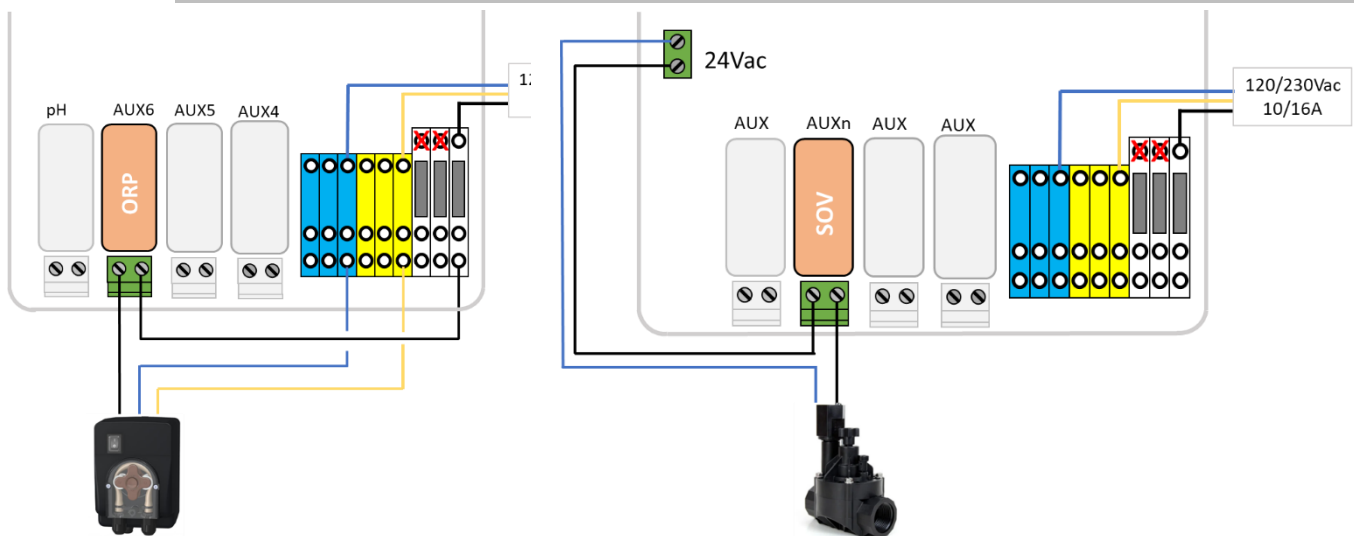 pH
AUX6
AUX5
AUX4
ORP
24Vac
AUX
AUXn
AUX
AUX
SOV
120/230Vac
10/16A